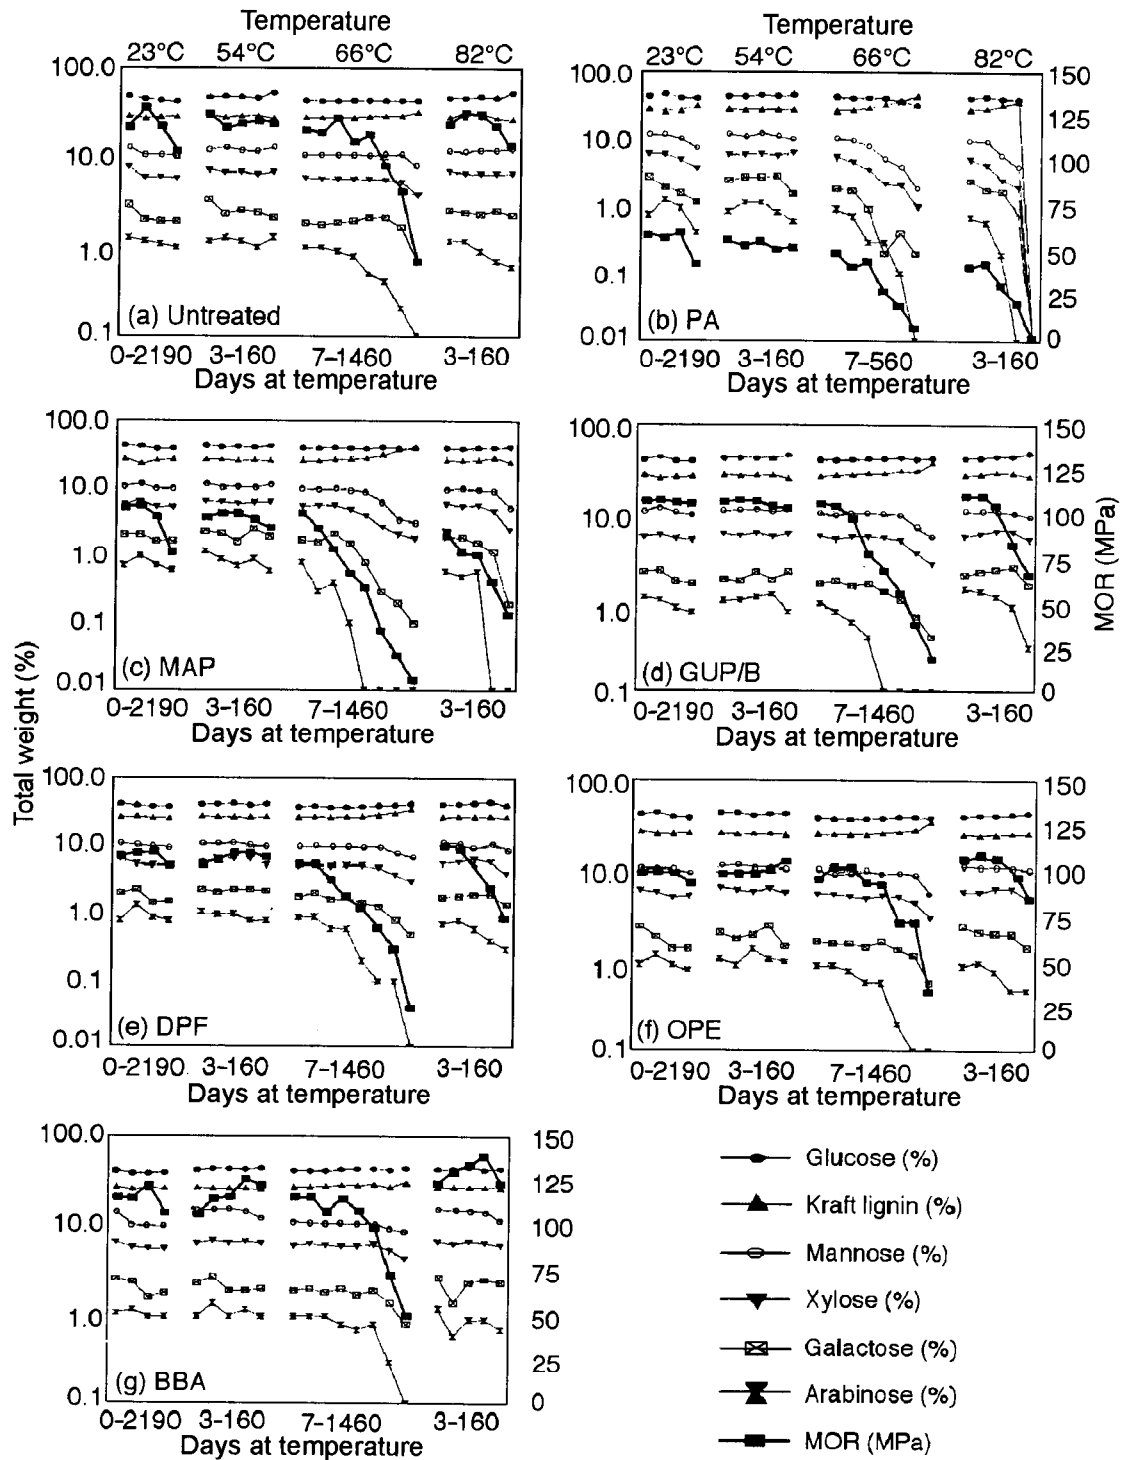 Temperature
23°C 54°C 66°C 82°C
100.0
10.0
1.0
0.1
(a) Untreated
0-2190 3-160 7-1460 3-160
Days at temperature
Temperature
23°C 54°C 66°C 82°C
100.0
10.0
1.0
0.1
0.01
150
125
100
75
50
25
0
(b) PA
0-2190 3-160 7-560 3-160
Days at temperature
100.0
10.0
1.0
0.1
0.01
(c) MAP
0-2190 3-160 7-1460 3-160
Days at temperature
100.0
10.0
1.0
0.1
150
125
100
75
50
25
0
(d) GUP/B
0-2190 3-160 7-1460 3-160
Days at temperature
Total weight (%)
MOR (MPa)
100.0
10.0
1.0
0.1
0.01
(e) DPF
0-2190 3-160 7-1460 3-160
Days at temperature
100.0
10.0
1.0
0.1
150
125
100
75
50
25
0
(f) OPE
0-2190 3-160 7-1460 3-160
Days at temperature
100.0
10.0
1.0
0.1
150
125
100
75
50
25
0
(g) BBA
0-2190 3-160 7-1460 3-160
Days at temperature
Glucose (%)
Kraft lignin (%)
Mannose (%)
Xylose (%)
Galactose (%)
Arabinose (%)
MOR (MPa)